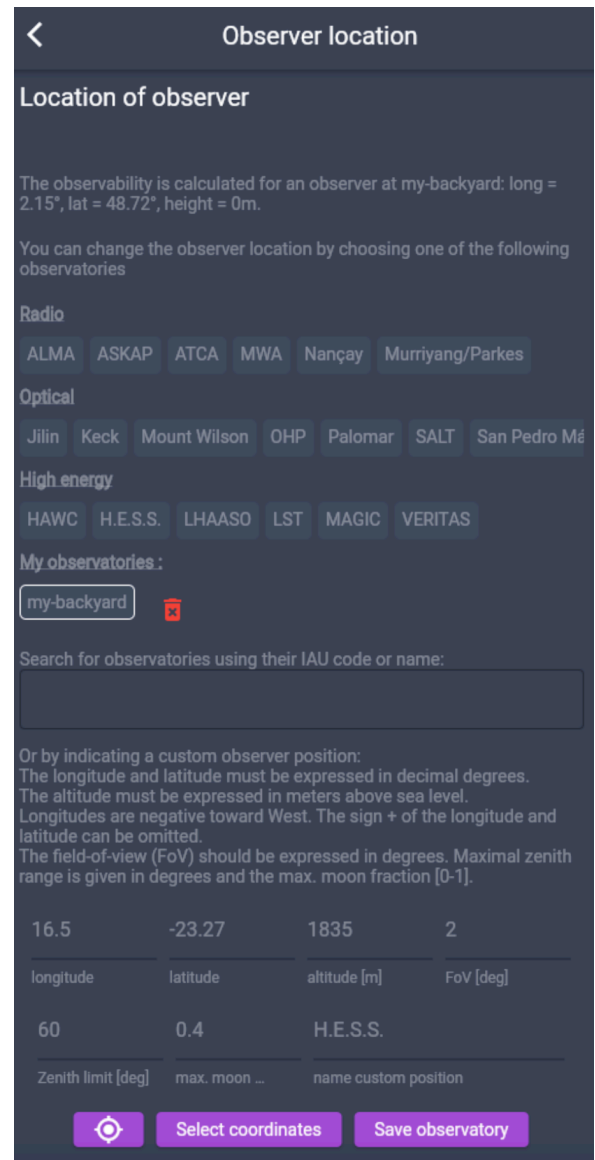 Observer location
Location of observer
The observability is calculated for an observer at my-backyard: long =
2.15°, lat = 48.72°, height = 0m.
You can change the observer location by choosing one of the following
observatories
Radio
ALMA ASKAP ATCA MWA Nançay Murriyang/Parkes
Optical
Jilin Keck Mount Wilson OHP Palomar SALT San Pedro Má
High energy
HAWC H.E.S.S. LHAASO LST MAGIC VERITAS
My observatories :
my-backyard
Search for observatories using their IAU code or name:
Or by indicating a custom observer position:
The longitude and latitude must be expressed in decimal degrees.
The altitude must be expressed in meters above sea level.
Longitudes are negative toward West. The sign + of the longitude and
latitude can be omitted.
The field-of-view (FoV) should be expressed in degrees. Maximal zenith
range is given in degrees and the max. moon fraction [0-1].
16.5 -23.27 1835 2
longitude latitude altitude [m] FoV [deg]
60 0.4 H.E.S.S.
Zenith limit [deg] max. moon ... name custom position
Select coordinates Save observatory